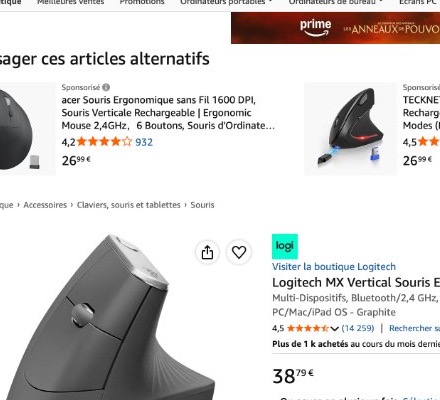 Meilleures ventes Promotions Ordinateurs portables Ordinateurs de bureau Écrans PC
prime LES ANNEAUX DE POUVO
sager ces articles alternatifs
Sponsorisé
acer Souris Ergonomique sans Fil 1600 DPI,
Souris Verticale Rechargeable | Ergonomic
Mouse 2,4GHz, 6 Boutons, Souris d'Ordinate...
4,2 932
26,99 €
Sponsoris
TECKNE
Recharg
Modes (
4,5
26,99 €
que › Accessoires › Claviers, souris et tablettes › Souris
logi
Visiter la boutique Logitech
Logitech MX Vertical Souris E
Multi-Dispositifs, Bluetooth/2,4 GHz,
PC/Mac/iPad OS - Graphite
4,5 (14 259) | Rechercher s
Plus de 1 k achetés au cours du mois dernie
38,79 €